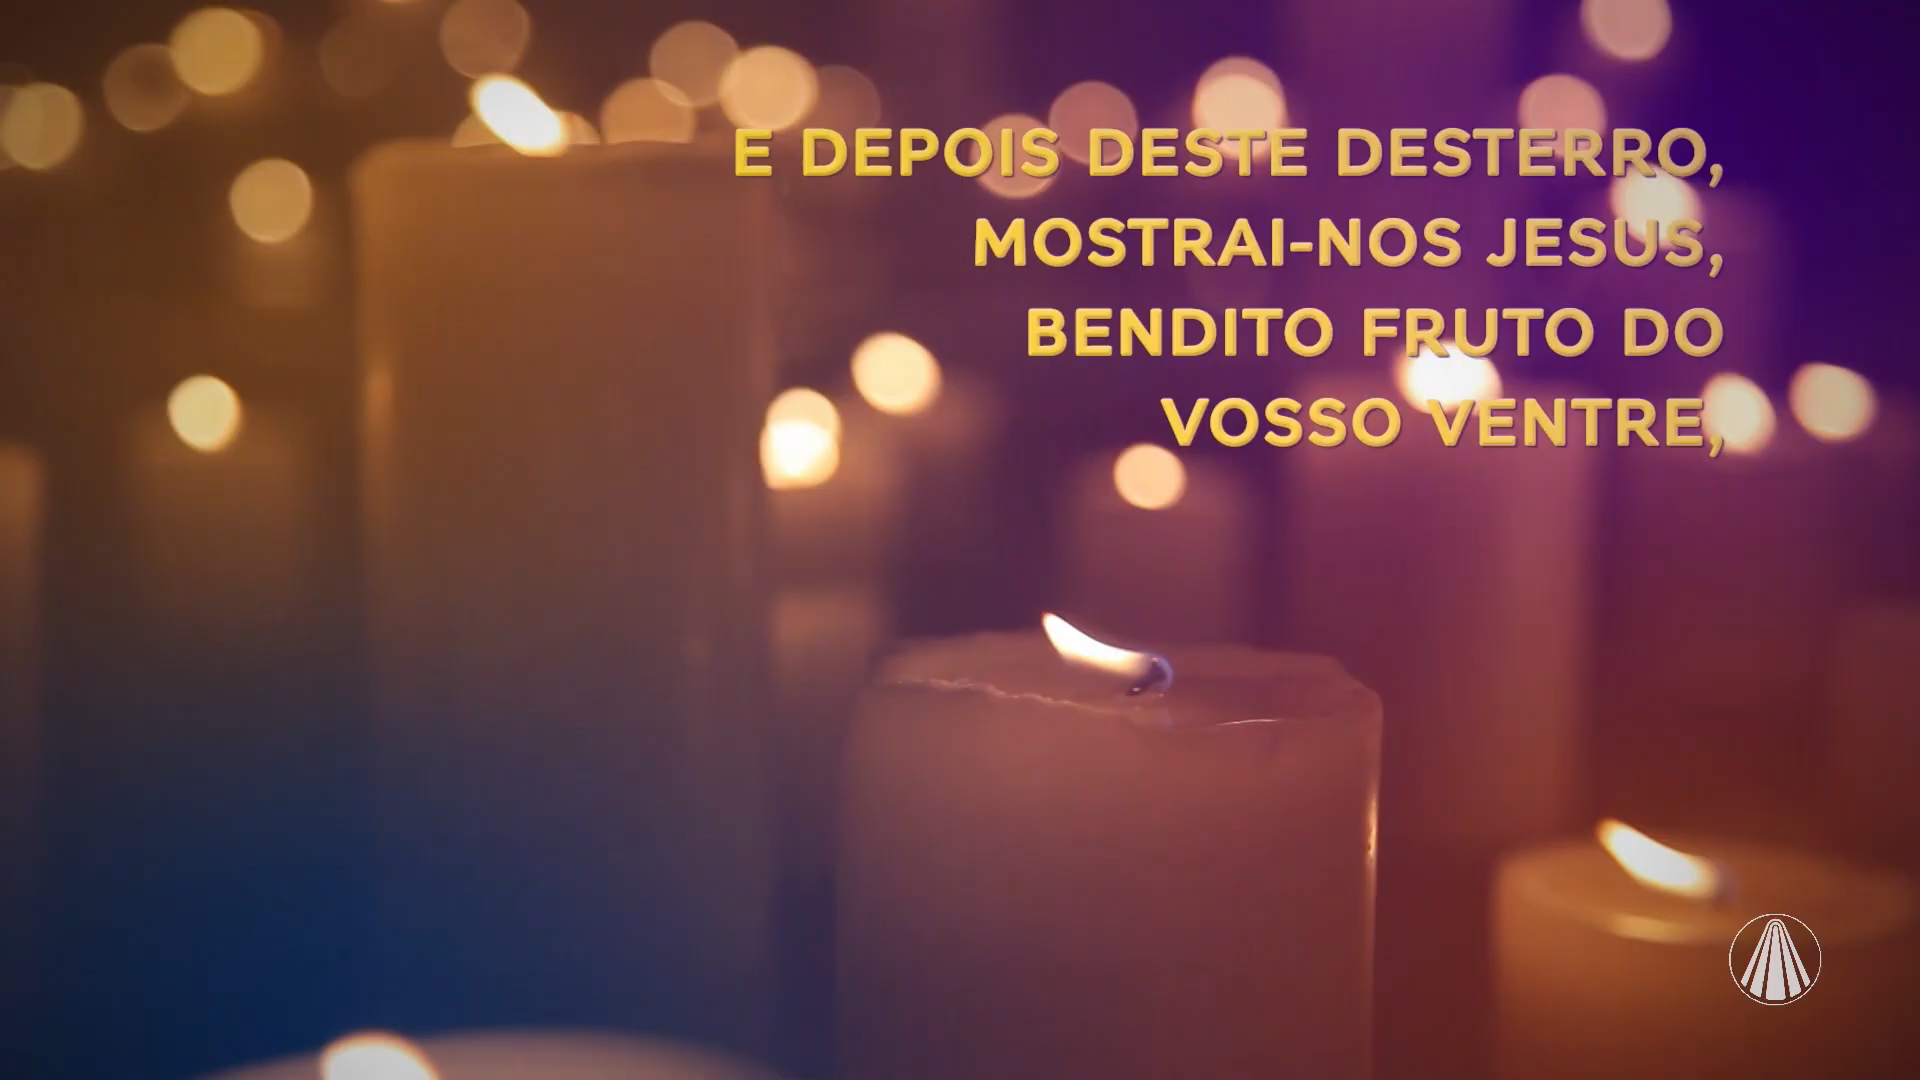 E DEPOIS DESTE DESTERRO,
MOSTRAI-NOS JESUS,
BENDITO FRUTO DO
VOSSO VENTRE,